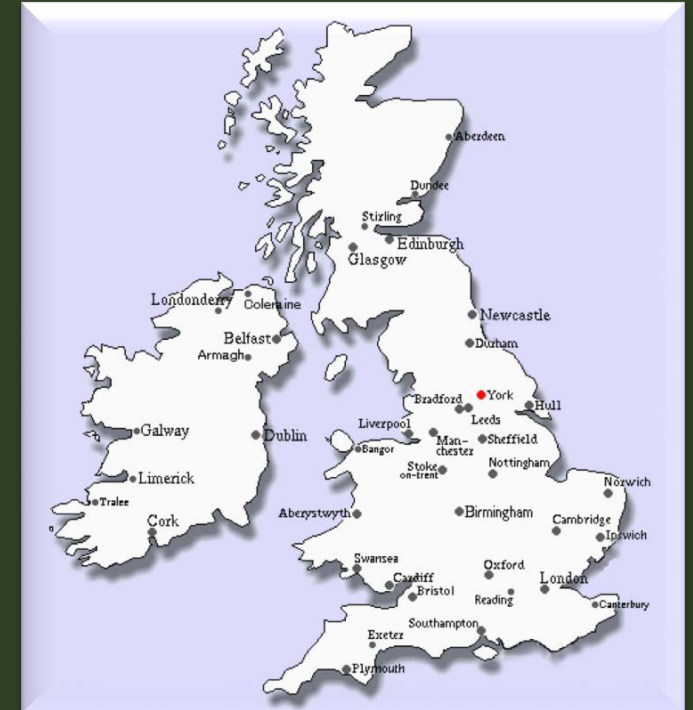 Aberdeen
Dundee
Stirling
Edinburgh
Glasgow
Londonderry
Coleraine
Newcastle
Belfast
Durham
Armagh
York
Bradford
Hull
Leeds
Liverpool
Galway
Dublin
Man-
chester
Sheffield
Bangor
Stoke
on-trent
Nottingham
Limerick
Norwich
Tralee
Aberystwyth
Birmingham
Cork
Cambridge
Ipswich
Swansea
Oxford
Cardiff
London
Bristol
Reading
Canterbury
Southampton
Exeter
Plymouth